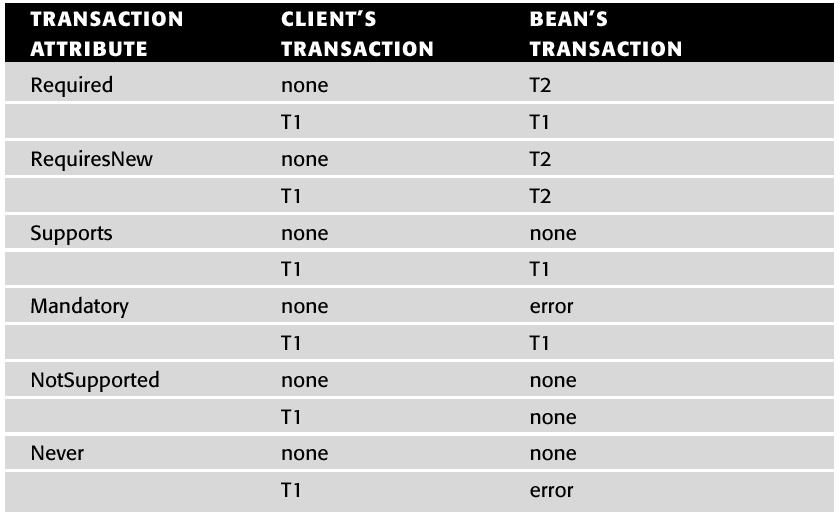 TRANSACTION ATTRIBUTE CLIENT’S TRANSACTION BEAN’S TRANSACTION
Required none T2
T1 T1
RequiresNew none T2
T1 T2
Supports none none
T1 T1
Mandatory none error
T1 T1
NotSupported none none
T1 none
Never none none
T1 error